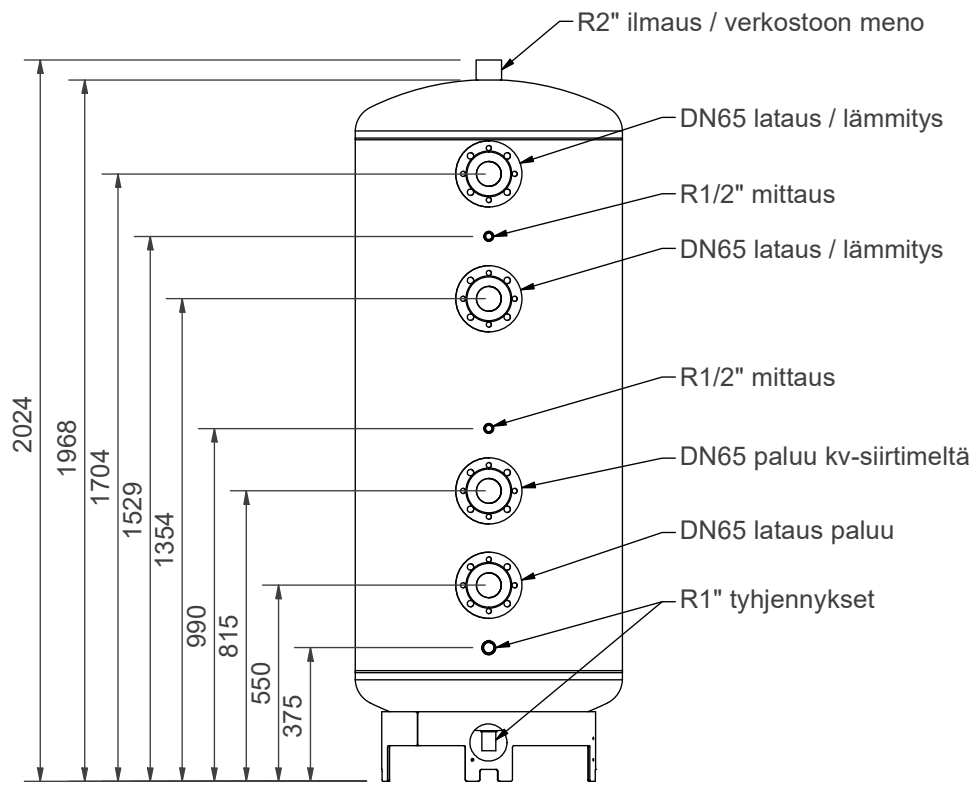 R2" ilmaus / verkostoon meno
DN65 lataus / lämmitys
R1/2" mittaus
DN65 lataus / lämmitys
R1/2" mittaus
DN65 paluu kv-siirtimeltä
DN65 lataus paluu
R1" tyhjennykset
2024
1968
1704
1529
1354
990
815
550
375